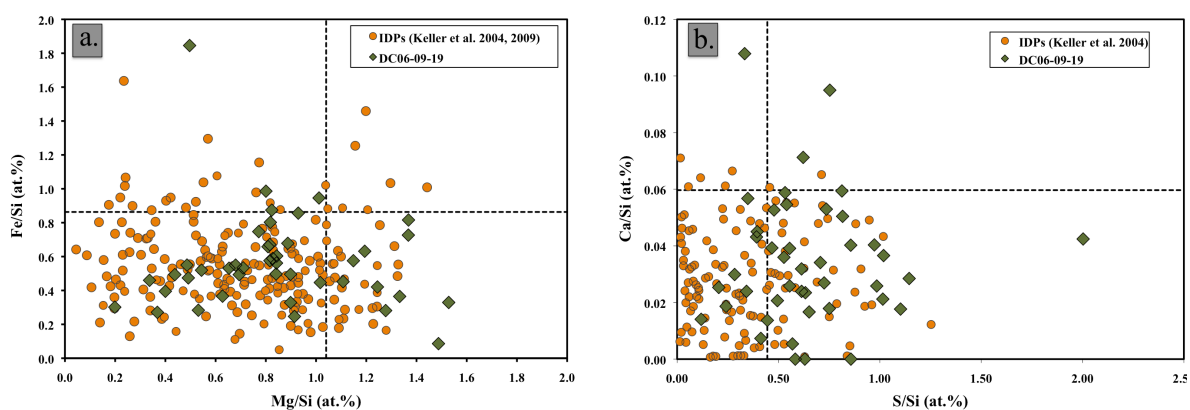 a.
IDPs (Keller et al. 2004, 2009)
DC06-09-19
2.0
1.8
1.6
1.4
1.2
1.0
0.8
0.6
0.4
0.2
0.0
Fe/Si (at.%)
0.0 0.2 0.4 0.6 0.8 1.0 1.2 1.4 1.6 1.8 2.0
Mg/Si (at.%)
b.
IDPs (Keller et al. 2004)
DC06-09-19
0.12
0.10
0.08
0.06
0.04
0.02
0.00
Ca/Si (at.%)
0.00 0.50 1.00 1.50 2.00 2.5
S/Si (at.%)